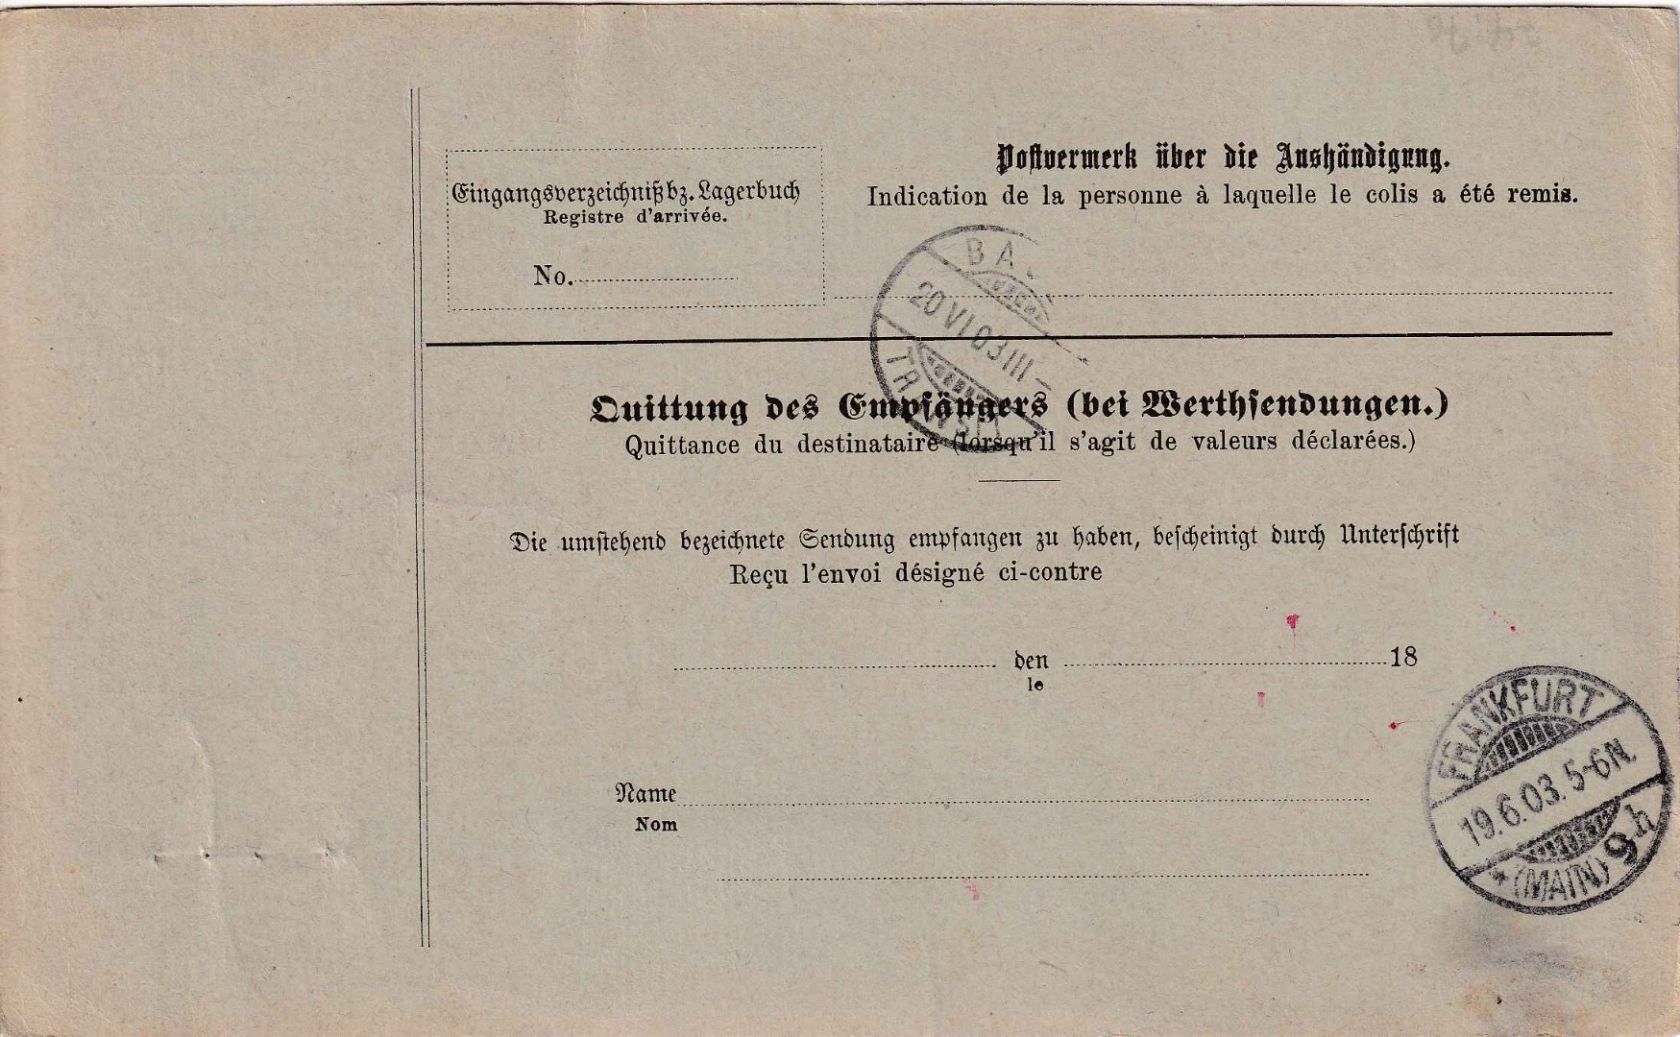 Postvermerk über die Aushändigung.
Indication de la personne à laquelle le colis a été remis.
Eingangsverzeichniß bz. Lagerbuch
Registre d'arrivée.
No.
BA
20 VI 03 III
TRANSI
Quittung des Empfängers (bei Werthsendungen.)
Quittance du destinataire (lorsqu'il s'agit de valeurs déclarées.)
Die umstehend bezeichnete Sendung empfangen zu haben, bescheinigt durch Unterschrift
Reçu l'envoi désigné ci-contre
den 18
le
FRANKFURT
19.6.03. 5-6N.
* (MAIN) 9h
Name
Nom